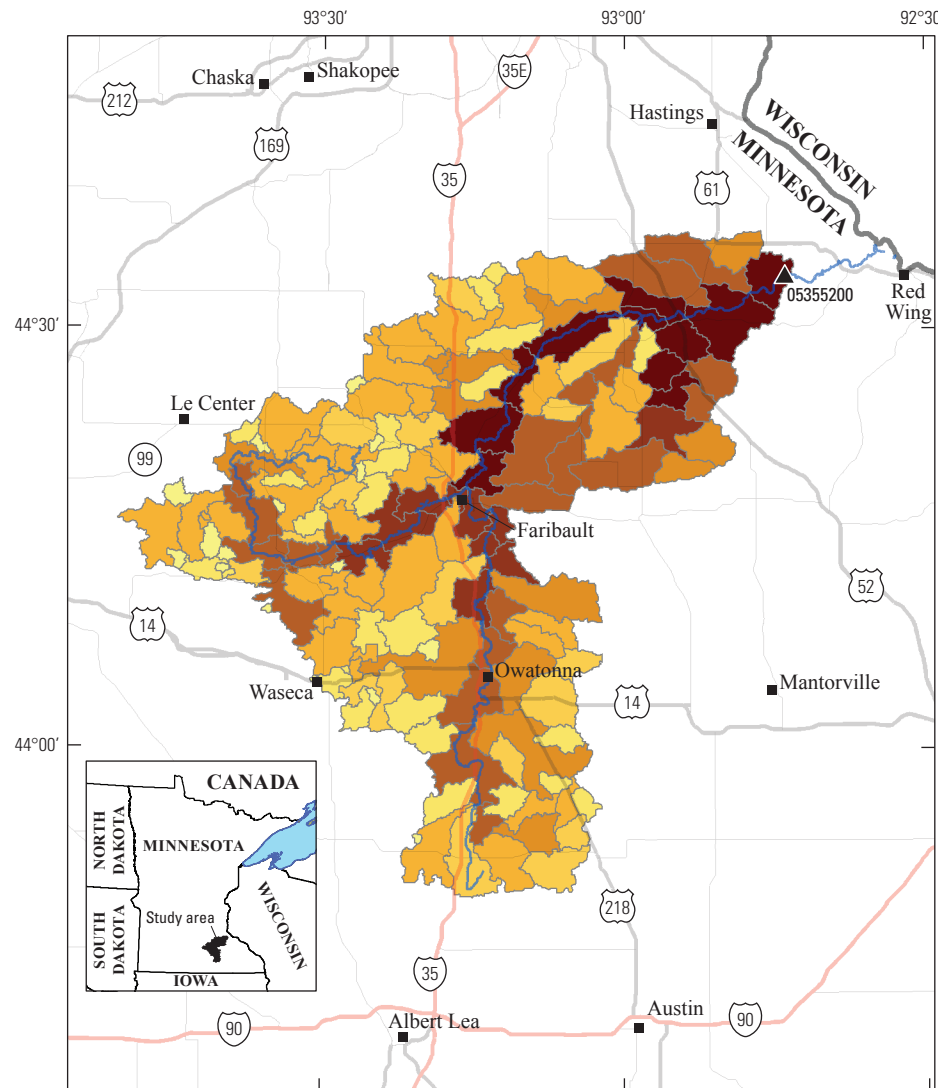 93°30'
93°00'
92°30'
Chaska
Shakopee
35E
212
Hastings
169
WISCONSIN
MINNESOTA
35
61
05355200
Red
Wing
44°30'
Le Center
99
Faribault
52
14
Owatonna
Waseca
Mantorville
14
44°00'
CANADA
NORTH
DAKOTA
MINNESOTA
SOUTH
DAKOTA
Study area
WISCONSIN
IOWA
218
35
90
Albert Lea
Austin
90